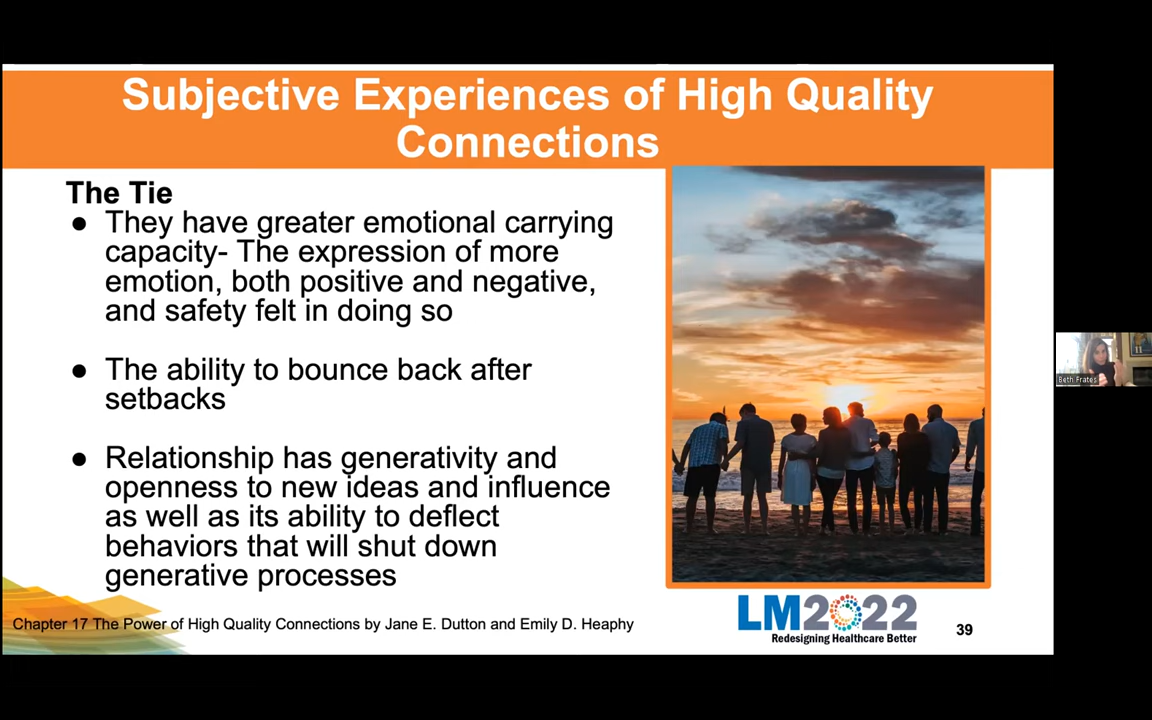 Subjective Experiences of High Quality
Connections
The Tie
● They have greater emotional carrying
capacity- The expression of more
emotion, both positive and negative,
and safety felt in doing so
● The ability to bounce back after
setbacks
● Relationship has generativity and
openness to new ideas and influence
as well as its ability to deflect
behaviors that will shut down
generative processes
Chapter 17 The Power of High Quality Connections by Jane E. Dutton and Emily D. Heaphy
LM2022
Redesigning Healthcare Better
39
11
Beth Frates